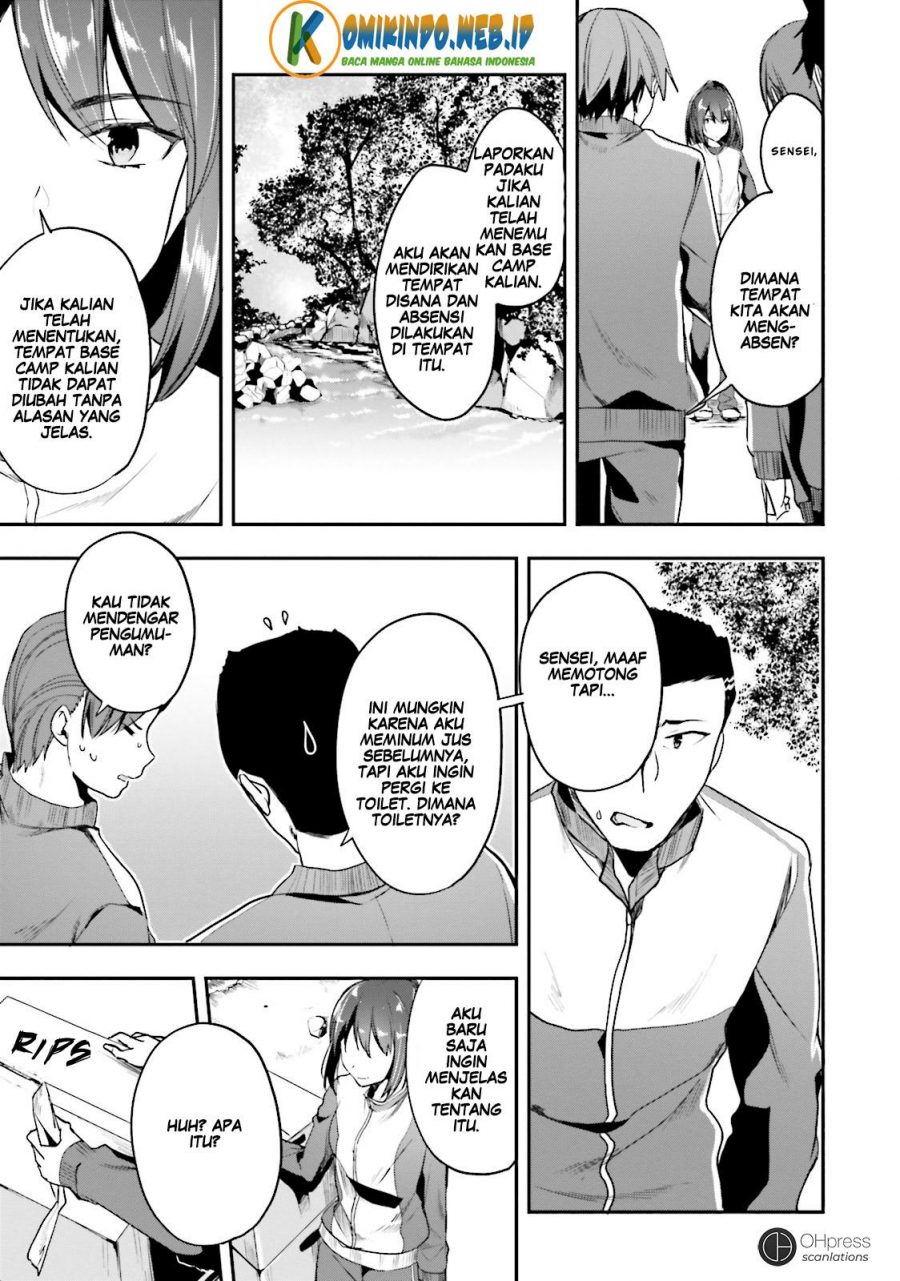 OMIKINDO.WEB.ID
BACA MANGA ONLINE BAHASA INDONESIA
SENSEI,
DIMANA
TEMPAT
KITA AKAN
MENG-
ABSEN?
LAPORKAN
PADAKU
JIKA
KALIAN
TELAH
MENEMU
KAN BASE
CAMP
KALIAN.
AKU AKAN
MENDIRIKAN
TEMPAT
DISANA DAN
ABSENSI
DILAKUKAN
DI TEMPAT
ITU.
JIKA KALIAN
TELAH
MENENTUKAN,
TEMPAT BASE
CAMP KALIAN
TIDAK DAPAT
DIUBAH TANPA
ALASAN YANG
JELAS.
SENSEI, MAAF
MEMOTONG
TAPI...
INI MUNGKIN
KARENA AKU
MEMINUM JUS
SEBELUMNYA,
TAPI AKU INGIN
PERGI KE
TOILET. DIMANA
TOILETNYA?
KAU TIDAK
MENDENGAR
PENGUMU-
MAN?
AKU
BARU
SAJA
INGIN
MENJELAS
KAN
TENTANG
ITU.
RIPS
HUH? APA
ITU?
OHpress
scanlations